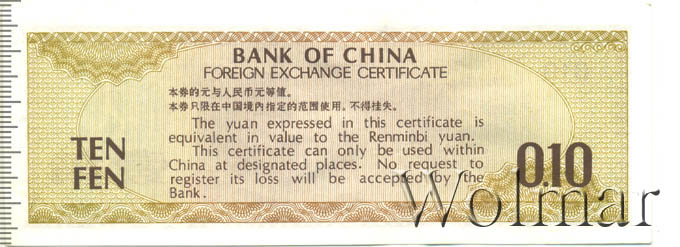 BANK OF CHINA
FOREIGN EXCHANGE CERTIFICATE
本券的元与人民币元等值。
本券只限在中国境内指定的范围使用。不得挂失。
The yuan expressed in this certificate is
equivalent in value to the Renminbi yuan.
This certificate can only be used within
China at designated places. No request to
register its loss will be accepted by the
Bank.
TEN
FEN
0.10
Wolmar